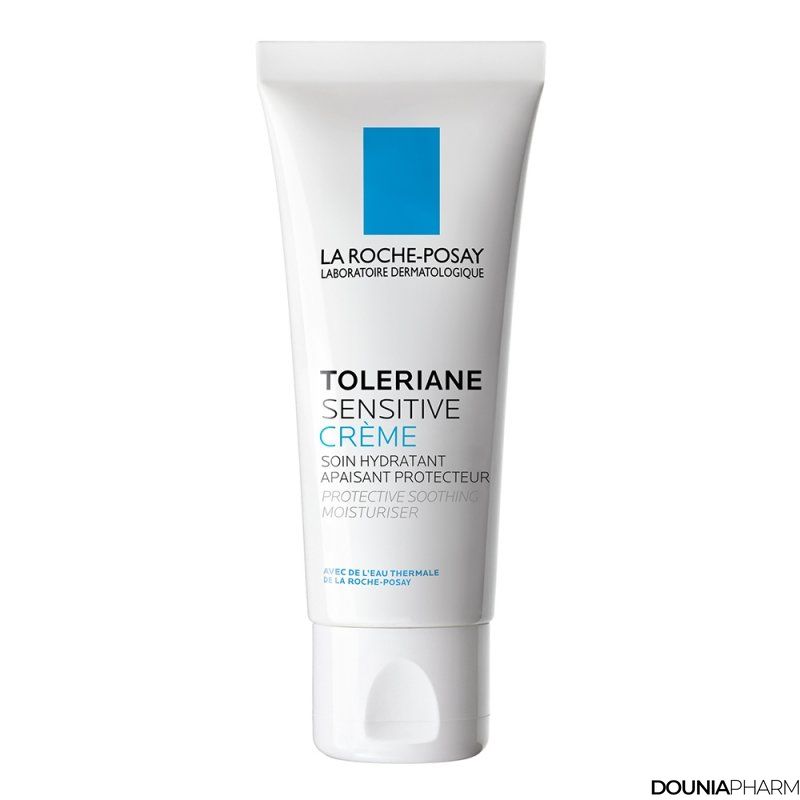 LA ROCHE-POSAY
LABORATOIRE DERMATOLOGIQUE
TOLERIANE
SENSITIVE
CRÈME
SOIN HYDRATANT
APAISANT PROTECTEUR
PROTECTIVE SOOTHING
MOISTURISER
AVEC DE L'EAU THERMALE
DE LA ROCHE-POSAY
DOUNIAPHARM